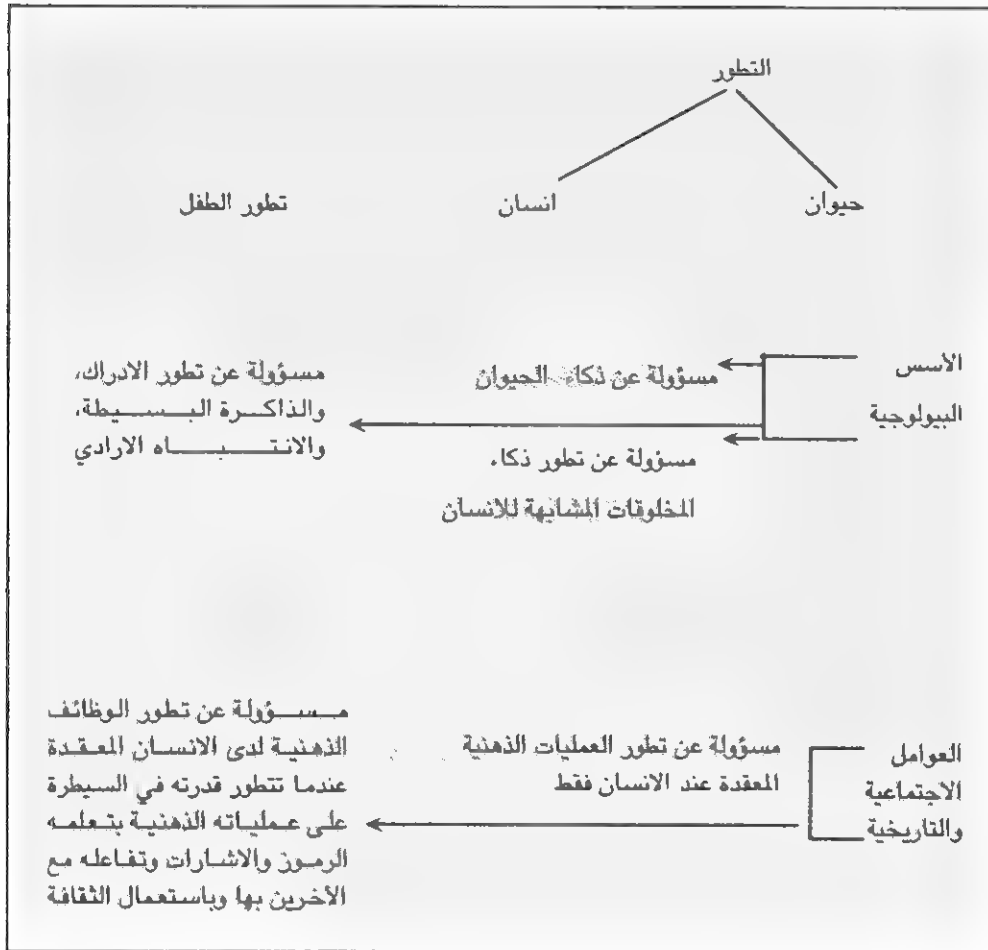 التطور
حيوان
انسان
تطور الطفل
الأسس
البيولوجية
مسؤولة عن ذكاء الحيوان
مسؤولة عن تطور ذكاء
المخلوقات المشابهة للانسان
مسؤولة عن تطور الادراك،
والذاكرة البسيطة،
والانتباه الارادي
العوامل
الاجتماعية
والتاريخية
مسؤولة عن تطور العمليات الذهنية
المعقدة عند الانسان فقط
مسؤولة عن تطور الوظائف
الذهنية لدى الانسان المعقدة
عندما تتطور قدرته في السيطرة
على عملياته الذهنية بتعلمه
الرموز والاشارات وتفاعله مع
الآخرين بها وباستعمال الثقافة